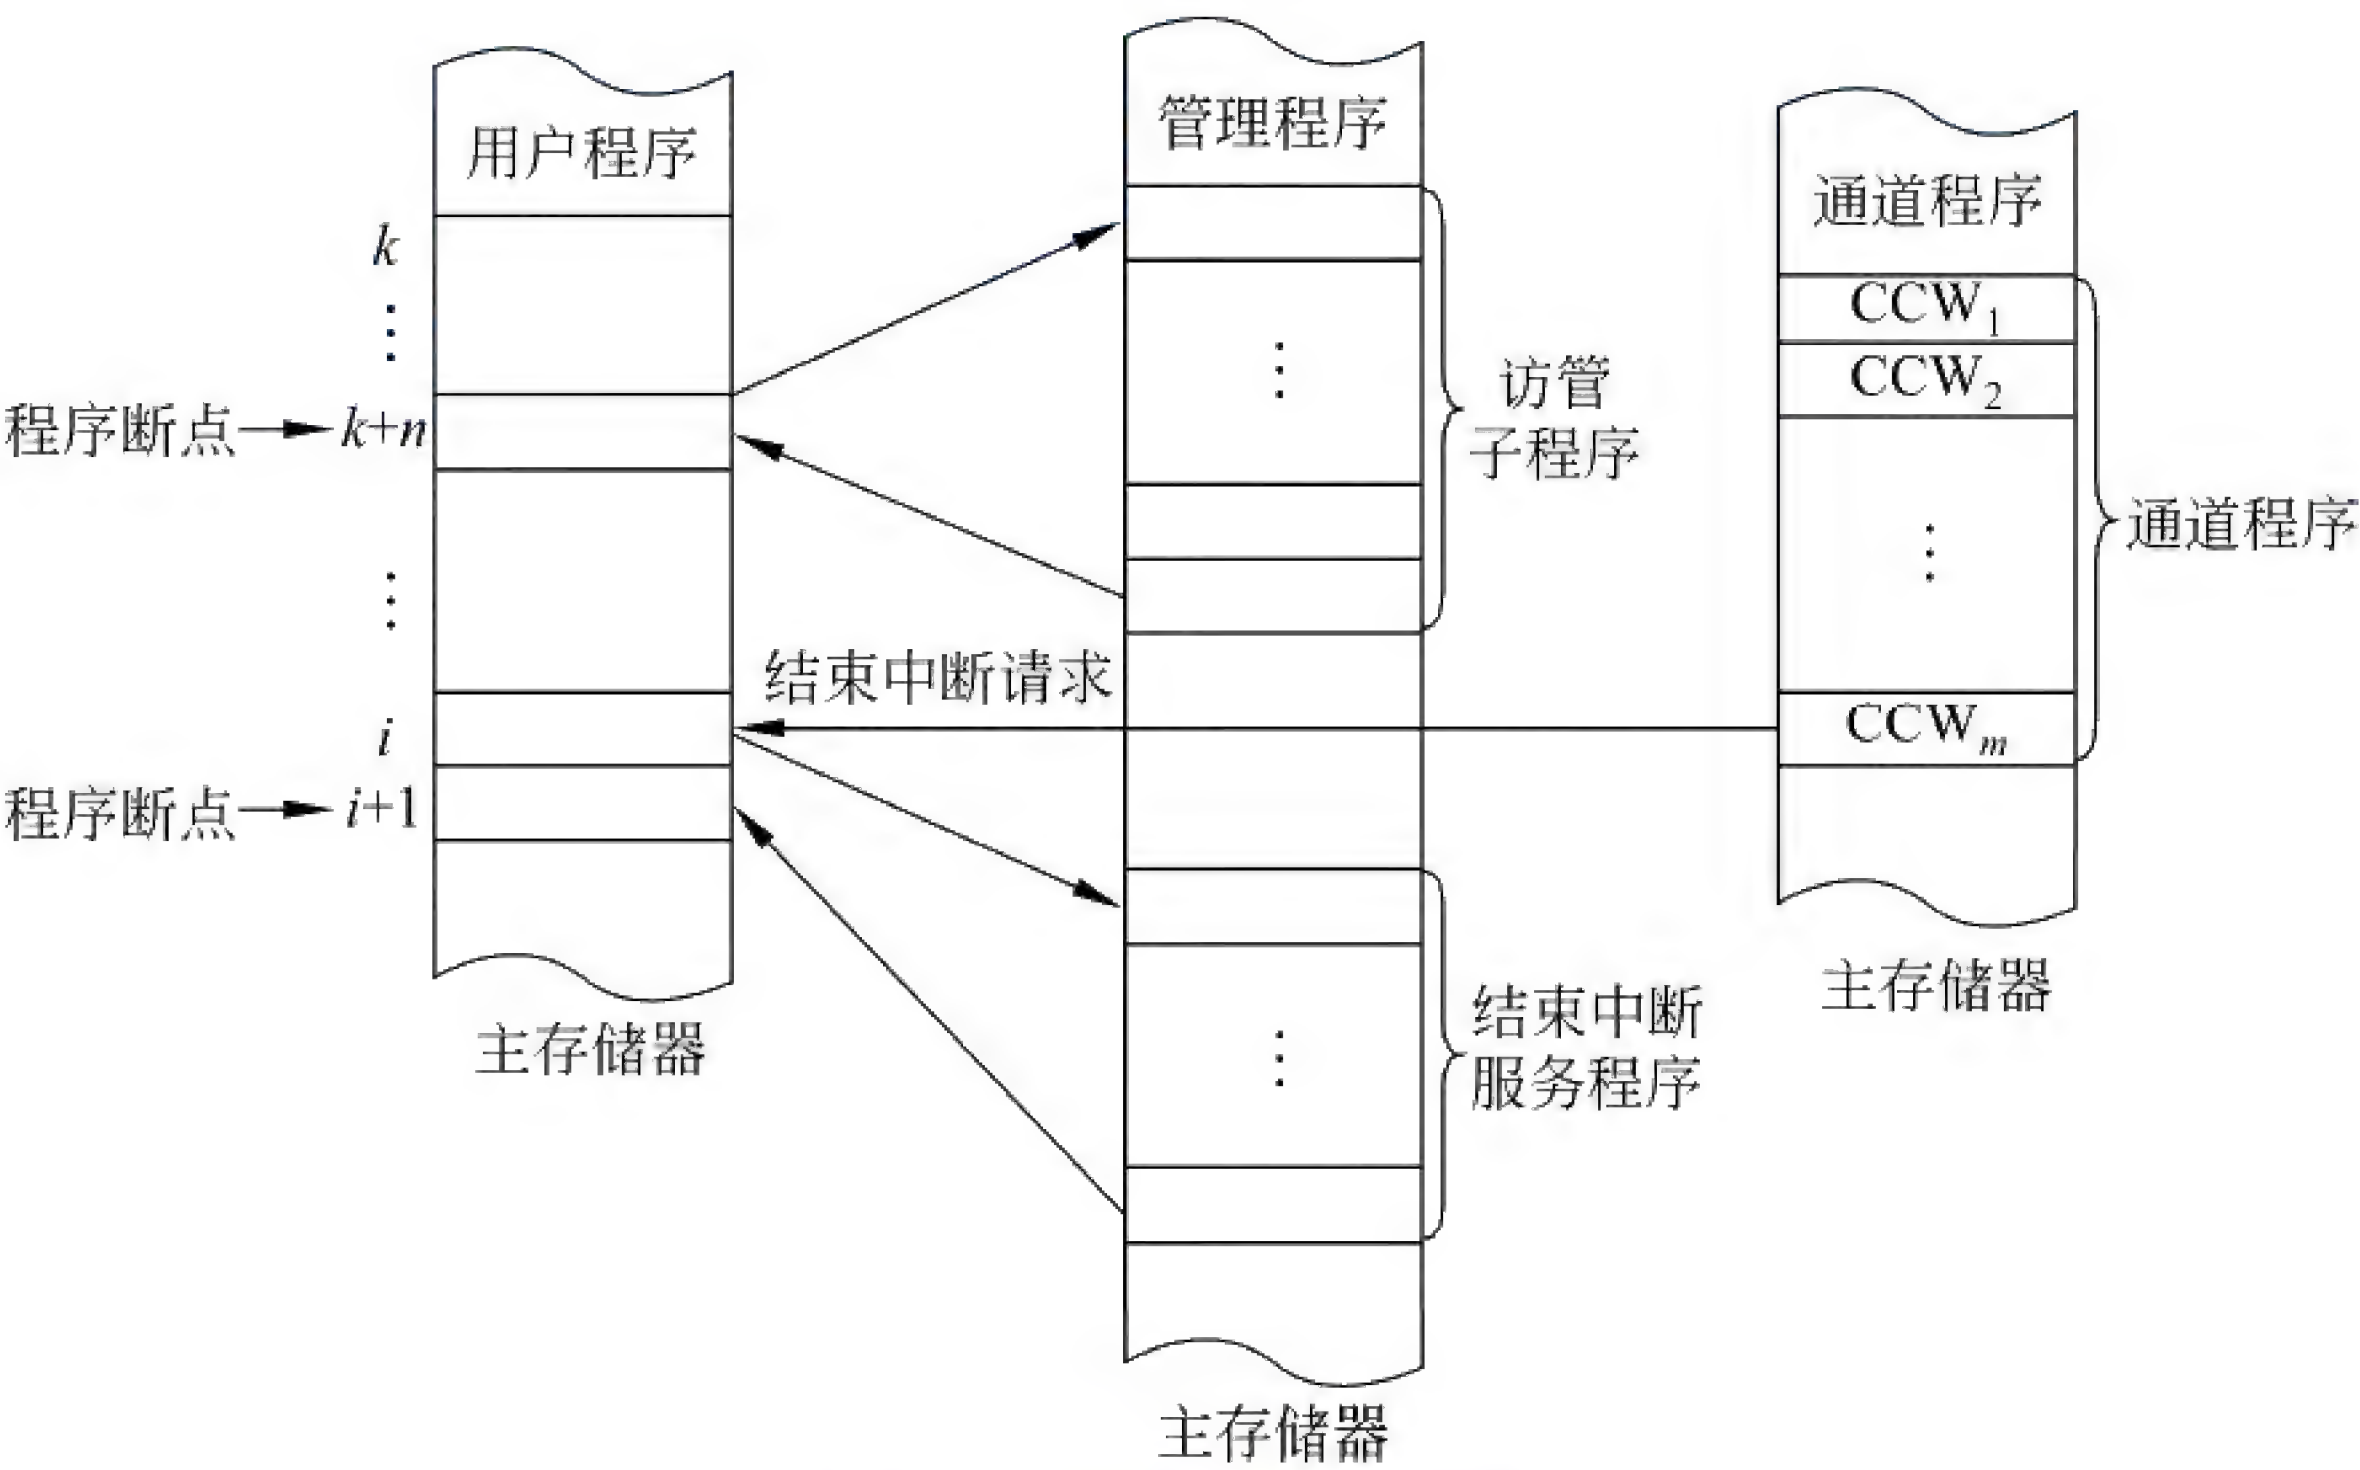 用户程序
k
⋮
程序断点 k+n
⋮
i
程序断点 i+1
主存储器
管理程序
⋮
访管
子程序
结束中断请求
⋮
结束中断
服务程序
主存储器
通道程序
CCW1
CCW2
⋮
CCWm
通道程序
主存储器